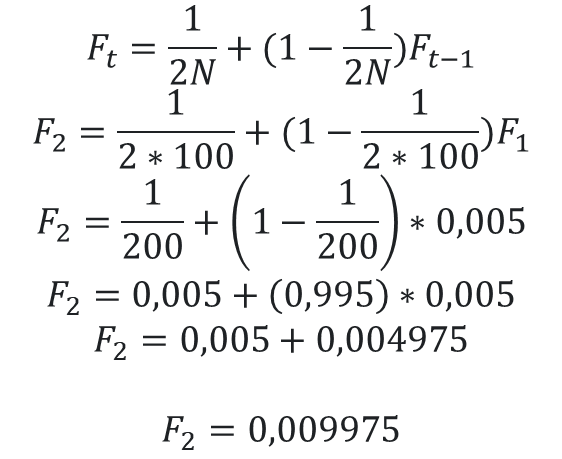 F_t = 1/2N + (1 − 1/2N)F_{t−1}
F_2 = 1/2 ∗ 100 + (1 − 1/2 ∗ 100)F_1
F_2 = 1/200 + (1 − 1/200) ∗ 0,005
F_2 = 0,005 + (0,995) ∗ 0,005
F_2 = 0,005 + 0,004975
F_2 = 0,009975